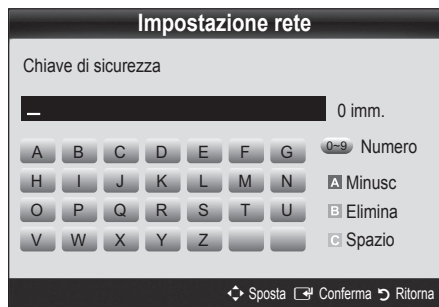 Impostazione rete
Chiave di sicurezza
_ 0 imm.
A B C D E F G 0~9 Numero
H I J K L M N A Minusc
O P Q R S T U B Elimina
V W X Y Z C Spazio
Sposta Conferma Ritorna